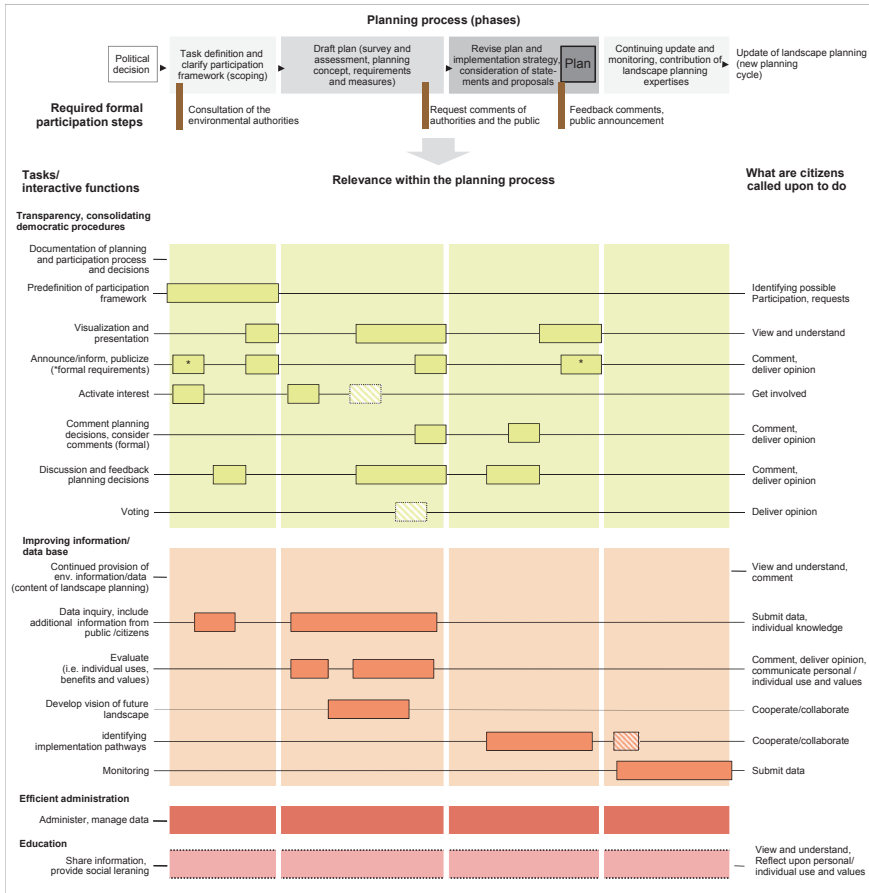 Planning process (phases)
Political
decision
Task definition and
clarify participation
framework (scoping)
Draft plan (survey and
assessment, planning
concept, requirements
and measures)
Revise plan and
implementation strategy,
consideration of state-
ments and proposals
Plan
Continuing update and
monitoring, contribution of
landscape planning
expertises
Update of landscape planning
(new planning
cycle)
Required formal
participation steps
Consultation of the
environmental authorities
Request comments of
authorities and the public
Feedback comments,
public announcement
Tasks/
interactive functions
Relevance within the planning process
What are citizens
called upon to do
Transparency, consolidating
democratic procedures
Documentation of planning
and participation process
and decisions
Predefinition of participation
framework
Identifying possible
Participation, requests
Visualization and
presentation
View and understand
Announce/inform, publicize
(*formal requirements)
*
*
Comment,
deliver opinion
Activate interest
Get involved
Comment planning
decisions, consider
comments (formal)
Comment,
deliver opinion
Discussion and feedback
planning decisions
Comment,
deliver opinion
Voting
Deliver opinion
Improving information/
data base
Continued provision of
env. information/data
(content of landscape planning)
View and understand,
comment
Data inquiry, include
additional information from
public /citizens
Submit data,
individual knowledge
Evaluate
(i.e. individual uses,
benefits and values)
Comment, deliver opinion,
communicate personal /
individual use and values
Develop vision of future
landscape
Cooperate/collaborate
identifying
implementation pathways
Cooperate/collaborate
Monitoring
Submit data
Efficient administration
Administer, manage data
Education
Share information,
provide social leraning
View and understand,
Reflect upon personal/
individual use and values